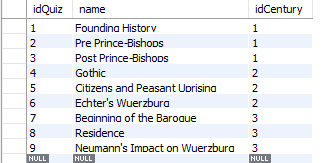 idQuiz name idCentury
1 Founding History 1
2 Pre Prince-Bishops 1
3 Post Prince-Bishops 1
4 Gothic 2
5 Citizens and Peasant Uprising 2
6 Echter's Wuerzburg 2
7 Beginning of the Baroque 3
8 Residence 3
9 Neumann's Impact on Wuerzburg 3
NULL NULL NULL